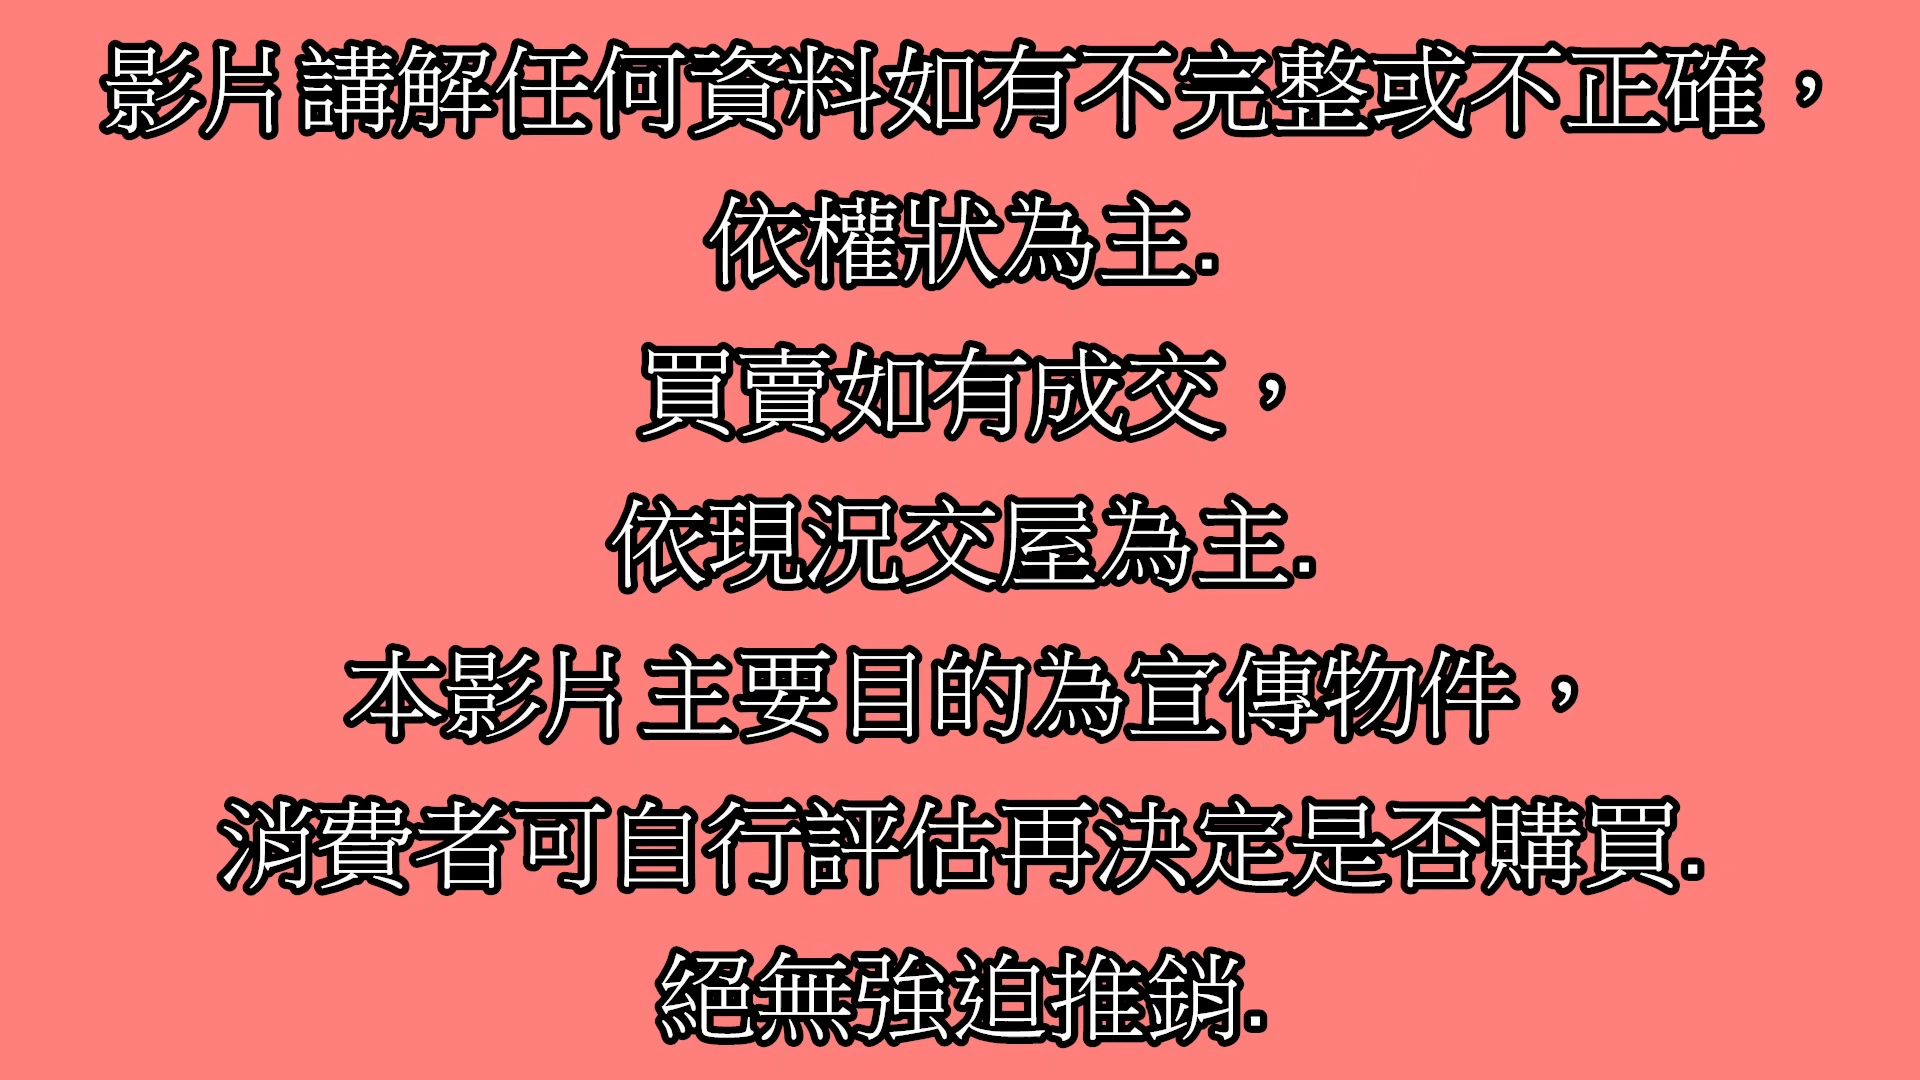 影片講解任何資料如有不完整或不正確，
依權狀為主.
買賣如有成交，
依現況交屋為主.
本影片主要目的為宣傳物件，
消費者可自行評估再決定是否購買.
絕無強迫推銷.